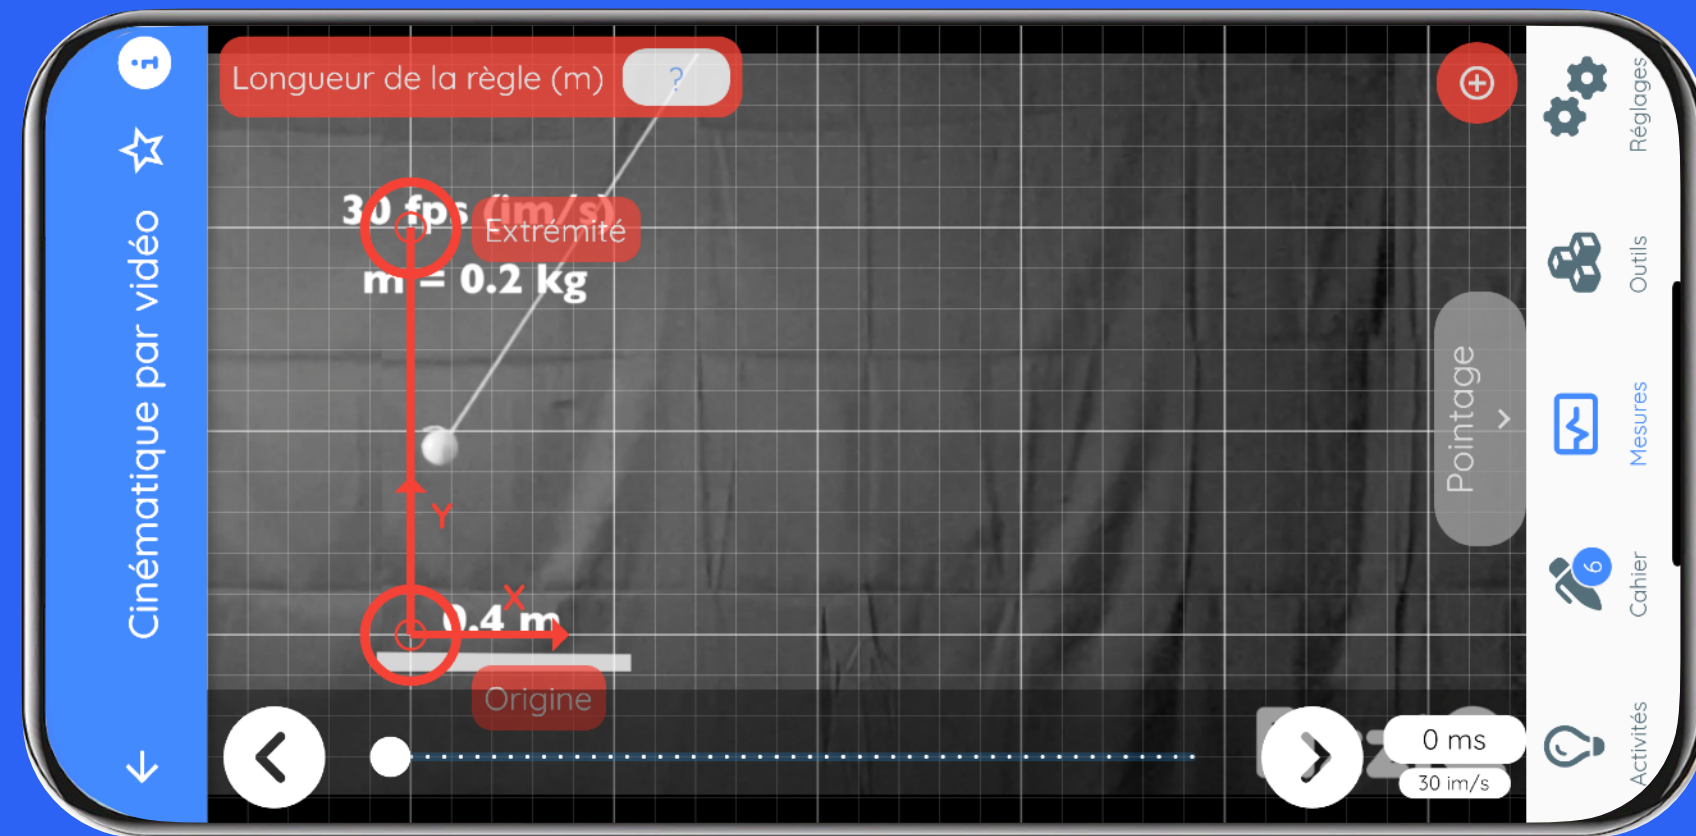 Cinématique par vidéo
Longueur de la règle (m) ?
30 fps (im/s)
Extrémité
m = 0.2 kg
Y
X
0.4 m
Origine
Pointage
0 ms
30 im/s
Réglages
Outils
Mesures
6
Cahier
Activités